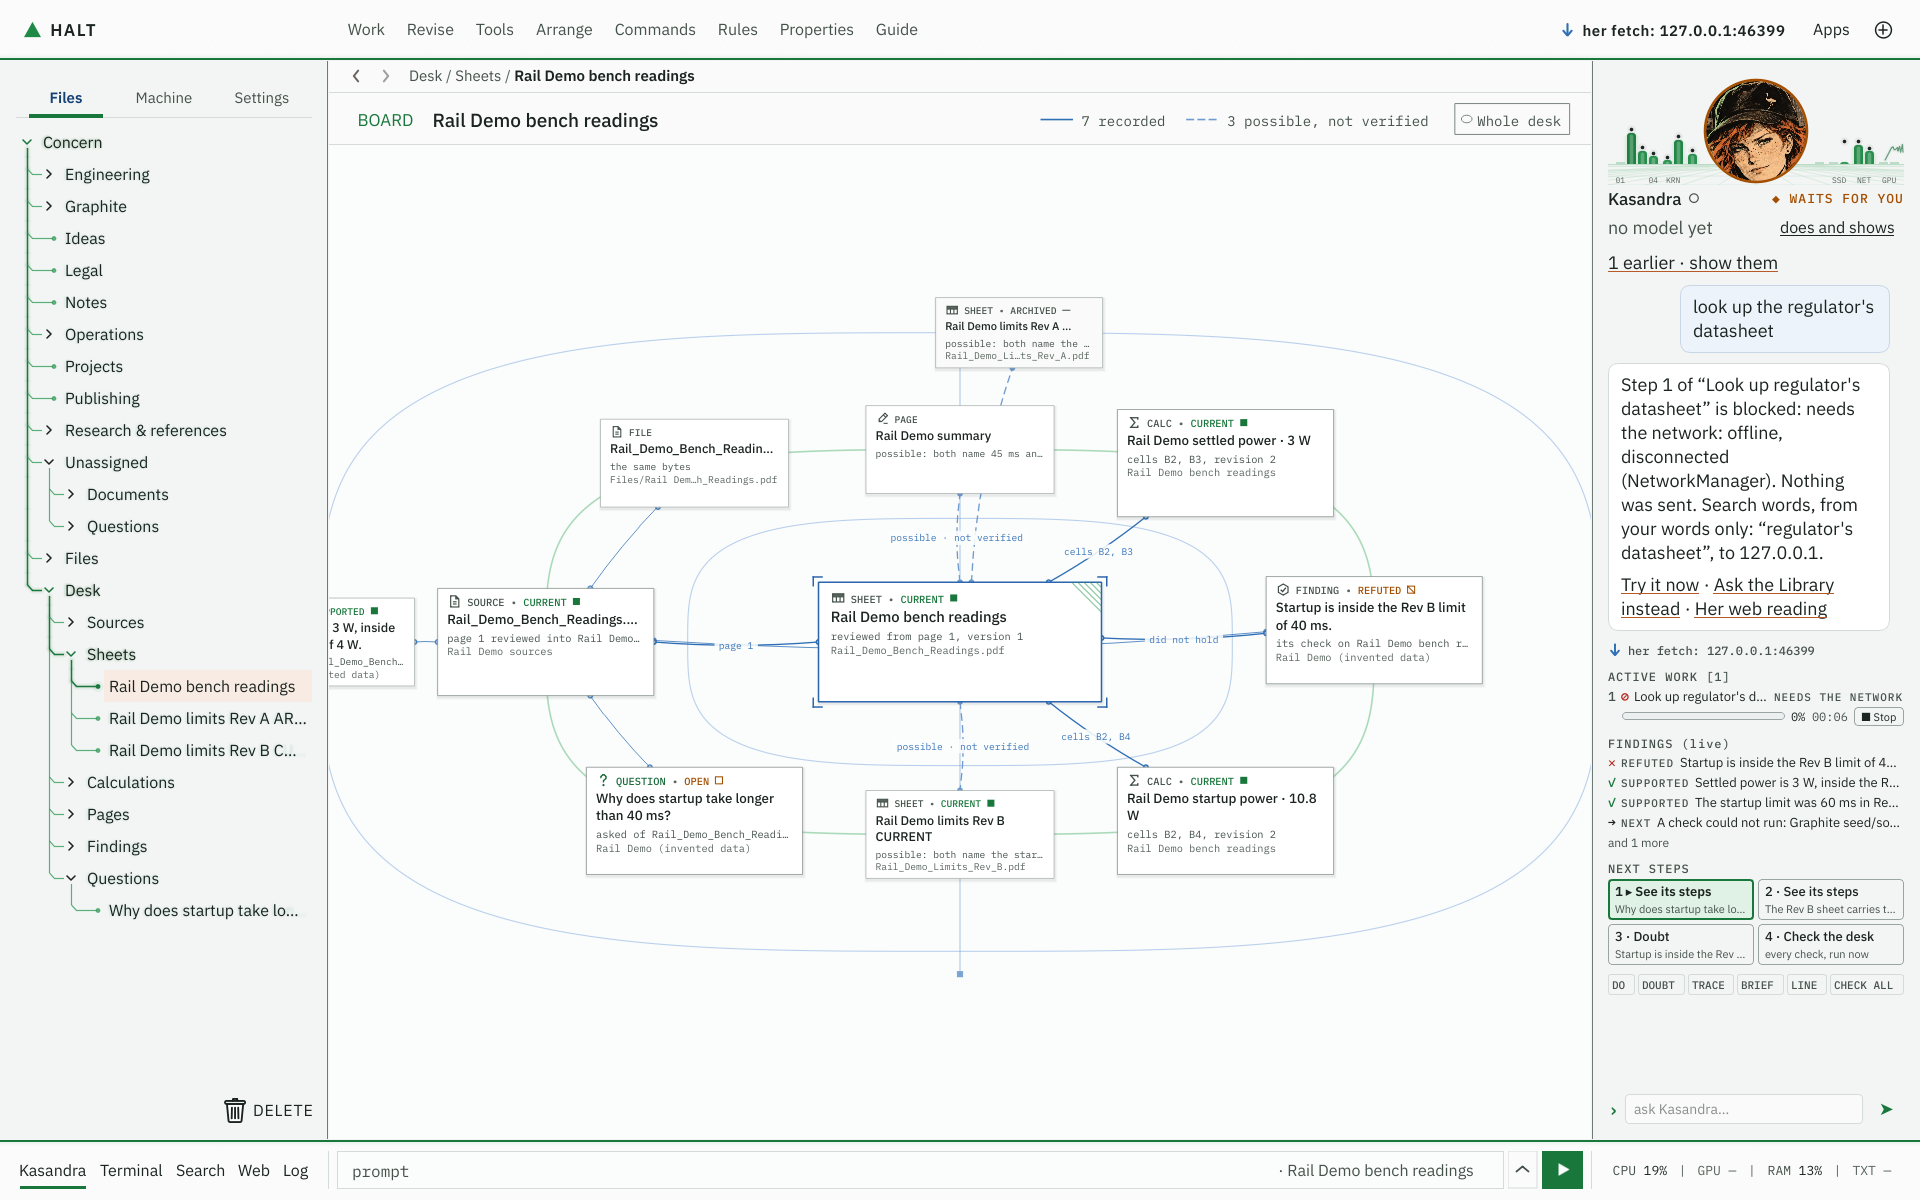 HALT
Work Revise Tools Arrange Commands Rules Properties Guide
her fetch: 127.0.0.1:46399 Apps
Files Machine Settings
Concern
Engineering
Graphite
Ideas
Legal
Notes
Operations
Projects
Publishing
Research & references
Unassigned
Documents
Questions
Files
Desk
Sources
Sheets
Rail Demo bench readings
Rail Demo limits Rev A AR...
Rail Demo limits Rev B C...
Calculations
Pages
Findings
Questions
Why does startup take lo...
DELETE
Desk / Sheets / Rail Demo bench readings
BOARD Rail Demo bench readings
7 recorded 3 possible, not verified Whole desk
SHEET • ARCHIVED —
Rail Demo limits Rev A ...
possible: both name the …
Rail_Demo_Li…ts_Rev_A.pdf
FILE
Rail_Demo_Bench_Readin...
the same bytes
Files/Rail Dem…h_Readings.pdf
PAGE
Rail Demo summary
possible: both name 45 ms an…
CALC • CURRENT
Rail Demo settled power · 3 W
cells B2, B3, revision 2
Rail Demo bench readings
possible · not verified
cells B2, B3
PORTED
3 W, inside
f 4 W.
l_Demo_Bench…
ted data)
SOURCE • CURRENT
Rail_Demo_Bench_Readings....
page 1 reviewed into Rail Demo…
Rail Demo sources
page 1
SHEET • CURRENT
Rail Demo bench readings
reviewed from page 1, version 1
Rail_Demo_Bench_Readings.pdf
did not hold
FINDING • REFUTED
Startup is inside the Rev B limit
of 40 ms.
its check on Rail Demo bench r…
Rail Demo (invented data)
possible · not verified
cells B2, B4
QUESTION • OPEN
Why does startup take longer
than 40 ms?
asked of Rail_Demo_Bench_Readi…
Rail Demo (invented data)
SHEET • CURRENT
Rail Demo limits Rev B
CURRENT
possible: both name the star…
Rail_Demo_Limits_Rev_B.pdf
CALC • CURRENT
Rail Demo startup power · 10.8
W
cells B2, B4, revision 2
Rail Demo bench readings
01 04 KRN SSD NET GPU
Kasandra WAITS FOR YOU
no model yet does and shows
1 earlier · show them
look up the regulator's
datasheet
Step 1 of “Look up regulator's
datasheet” is blocked: needs
the network: offline,
disconnected
(NetworkManager). Nothing
was sent. Search words, from
your words only: “regulator's
datasheet”, to 127.0.0.1.
Try it now · Ask the Library
instead · Her web reading
her fetch: 127.0.0.1:46399
ACTIVE WORK [1]
1 Look up regulator's d... NEEDS THE NETWORK
0% 00:06 Stop
FINDINGS (live)
REFUTED Startup is inside the Rev B limit of 4...
SUPPORTED Settled power is 3 W, inside the R...
SUPPORTED The startup limit was 60 ms in Re...
NEXT A check could not run: Graphite seed/so...
and 1 more
NEXT STEPS
1 ▸ See its steps
Why does startup take lo...
2 · See its steps
The Rev B sheet carries t...
3 · Doubt
Startup is inside the Rev ...
4 · Check the desk
every check, run now
DO DOUBT TRACE BRIEF LINE CHECK ALL
ask Kasandra...
Kasandra Terminal Search Web Log
prompt · Rail Demo bench readings
CPU 19% | GPU — | RAM 13% | TXT —